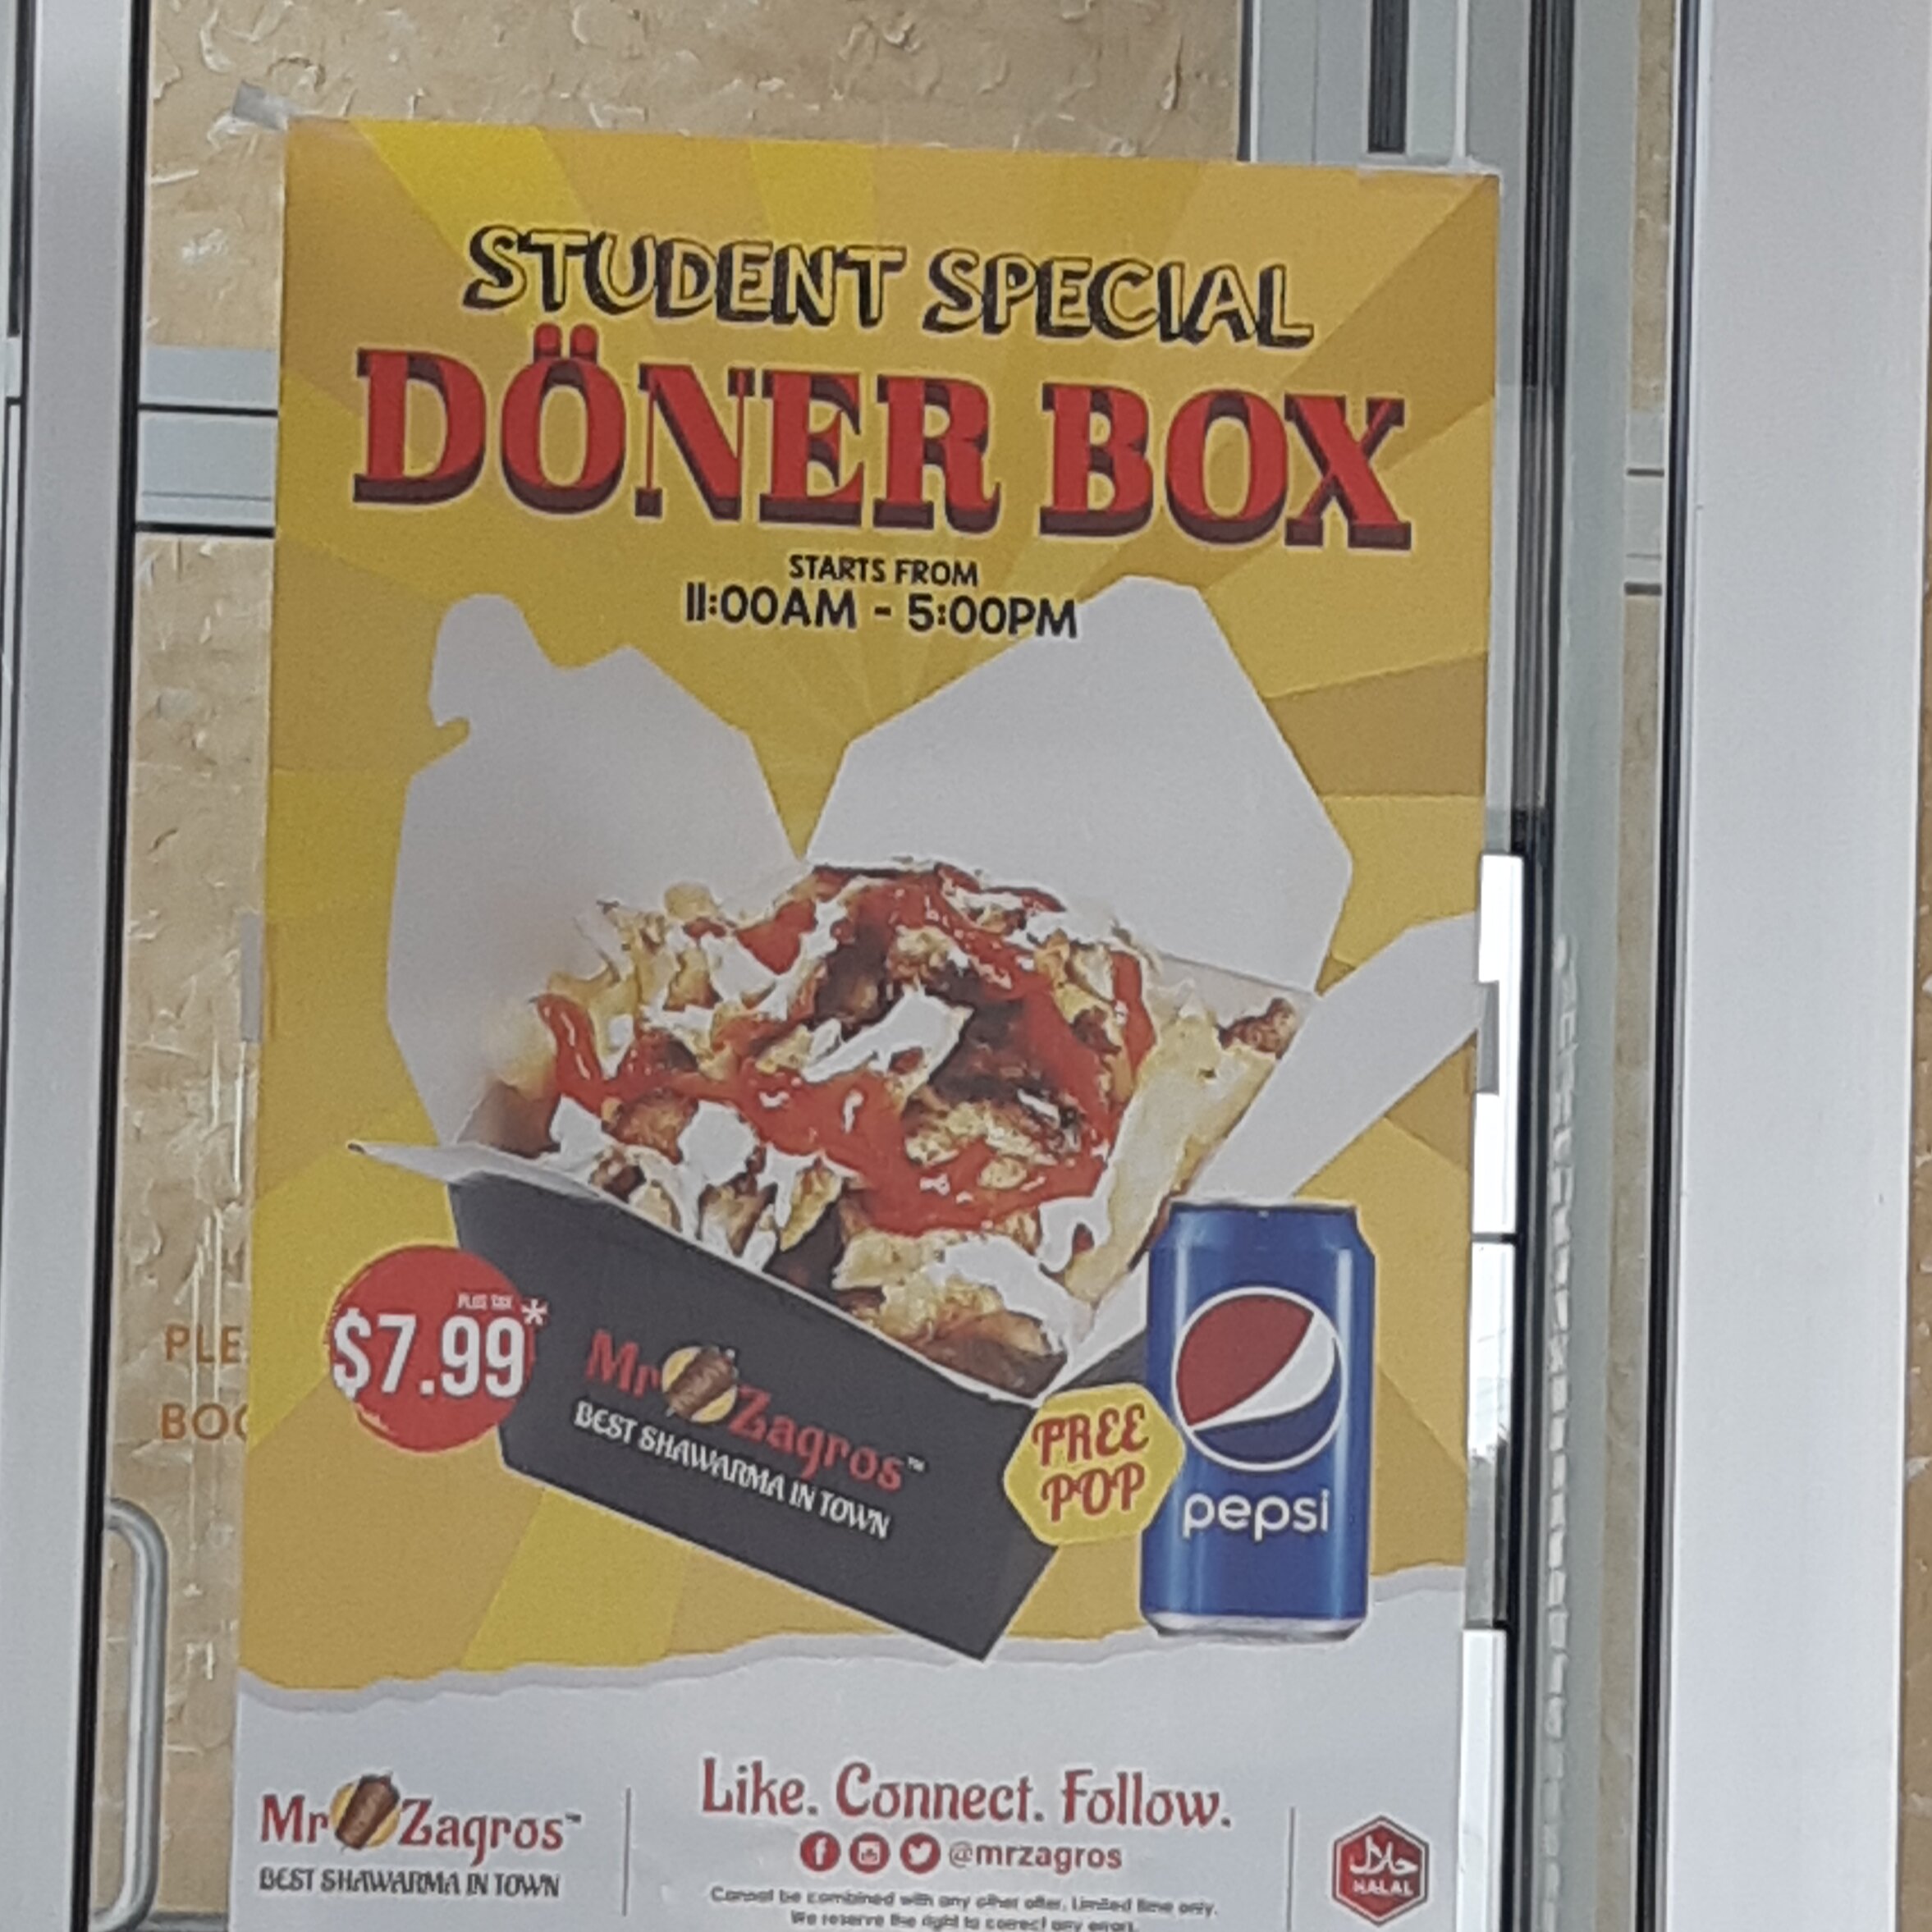 STUDENT SPECIAL
DÖNER BOX
STARTS FROM
11:00AM - 5:00PM
PLUS TAX
$7.99*
Mr Zagros™
BEST SHAWARMA IN TOWN
FREE
POP
pepsi
PLE
BOO
Mr Zagros™
BEST SHAWARMA IN TOWN
Like. Connect. Follow.
@mrzagros
Cannot be combined with any other offer. Limited time only.
We reserve the right to correct any errors.
حلال
HALAL